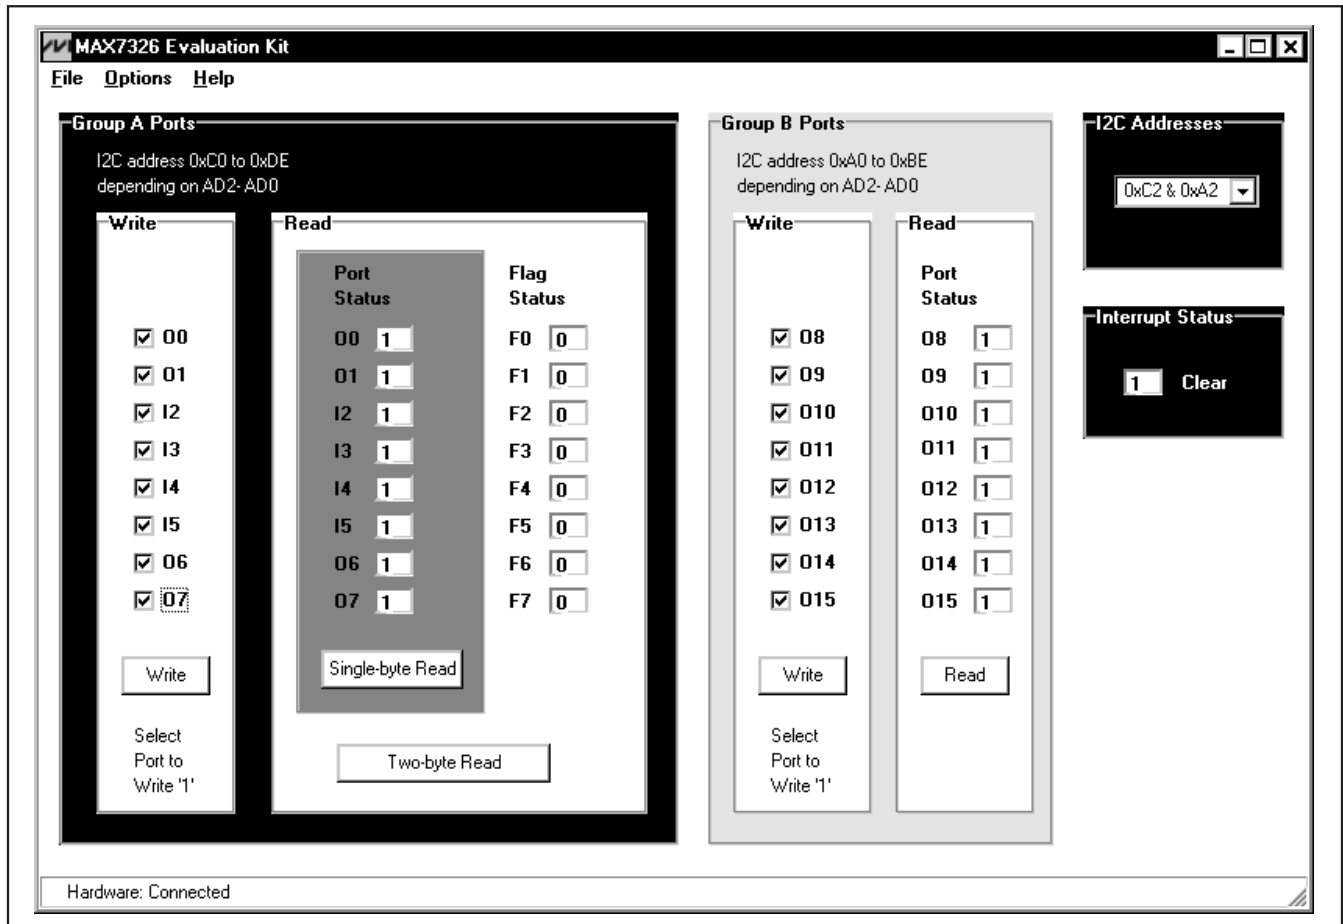 MAX7326 Evaluation Kit
File Options Help
Group A Ports
I2C address 0xC0 to 0xDE
depending on AD2- AD0
Write
O0
O1
I2
I3
I4
I5
O6
O7
Write
Select
Port to
Write '1'
Read
Port
Status
O0 1
O1 1
I2 1
I3 1
I4 1
I5 1
O6 1
O7 1
Single-byte Read
Flag
Status
F0 0
F1 0
F2 0
F3 0
F4 0
F5 0
F6 0
F7 0
Two-byte Read
Group B Ports
I2C address 0xA0 to 0xBE
depending on AD2- AD0
Write
O8
O9
O10
O11
O12
O13
O14
O15
Write
Select
Port to
Write '1'
Read
Port
Status
O8 1
O9 1
O10 1
O11 1
O12 1
O13 1
O14 1
O15 1
Read
I2C Addresses
0xC2 & 0xA2
Interrupt Status
1 Clear
Hardware: Connected